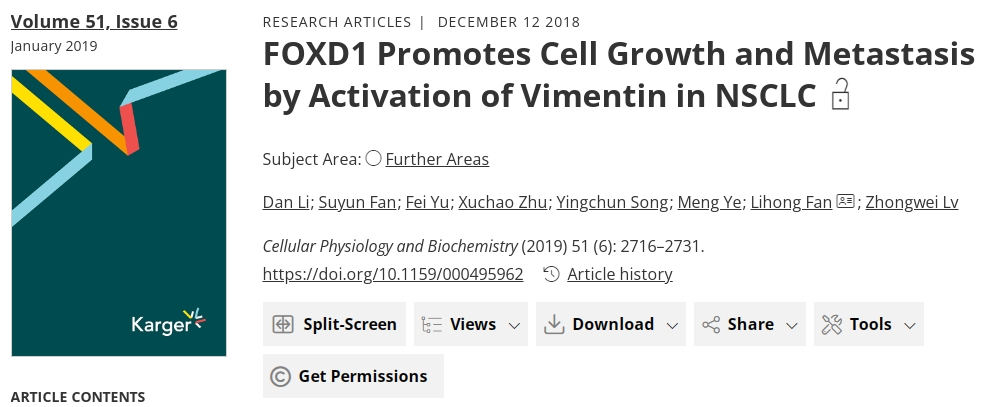 Volume 51, Issue 6
January 2019
Karger
ARTICLE CONTENTS
RESEARCH ARTICLES | DECEMBER 12 2018
FOXD1 Promotes Cell Growth and Metastasis
by Activation of Vimentin in NSCLC
Subject Area: Further Areas
Dan Li; Suyun Fan; Fei Yu; Xuchao Zhu; Yingchun Song; Meng Ye; Lihong Fan ; Zhongwei Lv
Cellular Physiology and Biochemistry (2019) 51 (6): 2716–2731.
https://doi.org/10.1159/000495962 Article history
Split-Screen Views Download Share Tools
Get Permissions